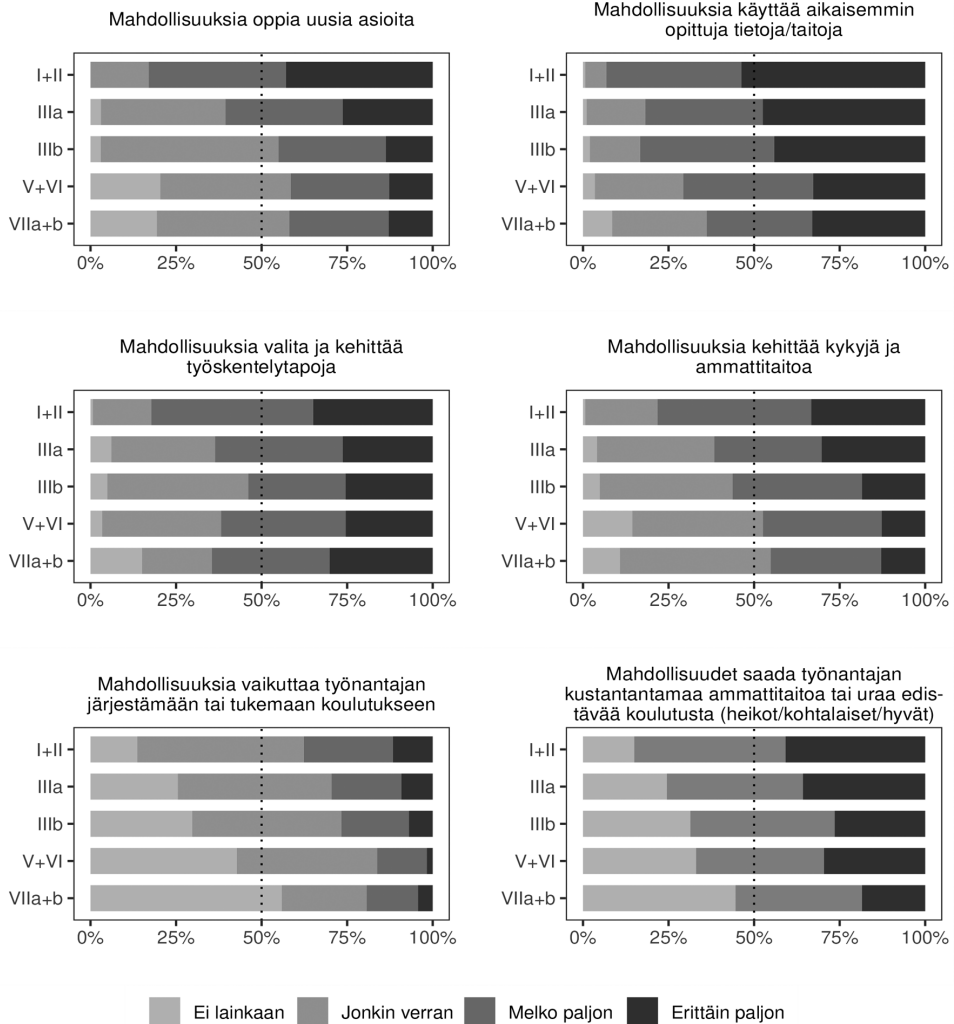 Mahdollisuuksia oppia uusia asioita
I+II
IIIa
IIIb
V+VI
VIIa+b
0% 25% 50% 75% 100%
Mahdollisuuksia käyttää aikaisemmin
opittuja tietoja/taitoja
I+II
IIIa
IIIb
V+VI
VIIa+b
0% 25% 50% 75% 100%
Mahdollisuuksia valita ja kehittää
työskentelytapoja
I+II
IIIa
IIIb
V+VI
VIIa+b
0% 25% 50% 75% 100%
Mahdollisuuksia kehittää kykyjä ja
ammattitaitoa
I+II
IIIa
IIIb
V+VI
VIIa+b
0% 25% 50% 75% 100%
Mahdollisuuksia vaikuttaa työnantajan
järjestämään tai tukemaan koulutukseen
I+II
IIIa
IIIb
V+VI
VIIa+b
0% 25% 50% 75% 100%
Mahdollisuudet saada työnantajan
kustantantamaa ammattitaitoa tai uraa edis-
tävää koulutusta (heikot/kohtalaiset/hyvät)
I+II
IIIa
IIIb
V+VI
VIIa+b
0% 25% 50% 75% 100%
Ei lainkaan Jonkin verran Melko paljon Erittäin paljon